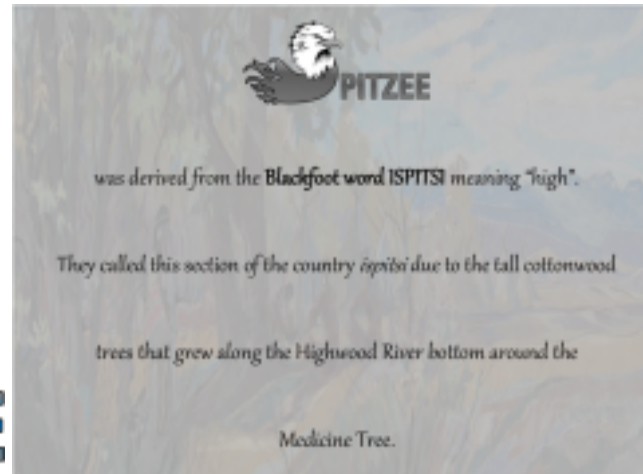 SPITZEE
was derived from the Blackfoot word ISPITSI meaning "high".
They called this section of the country ispitsi due to the tall cottonwood
trees that grew along the Highwood River bottom around the
Medicine Tree.